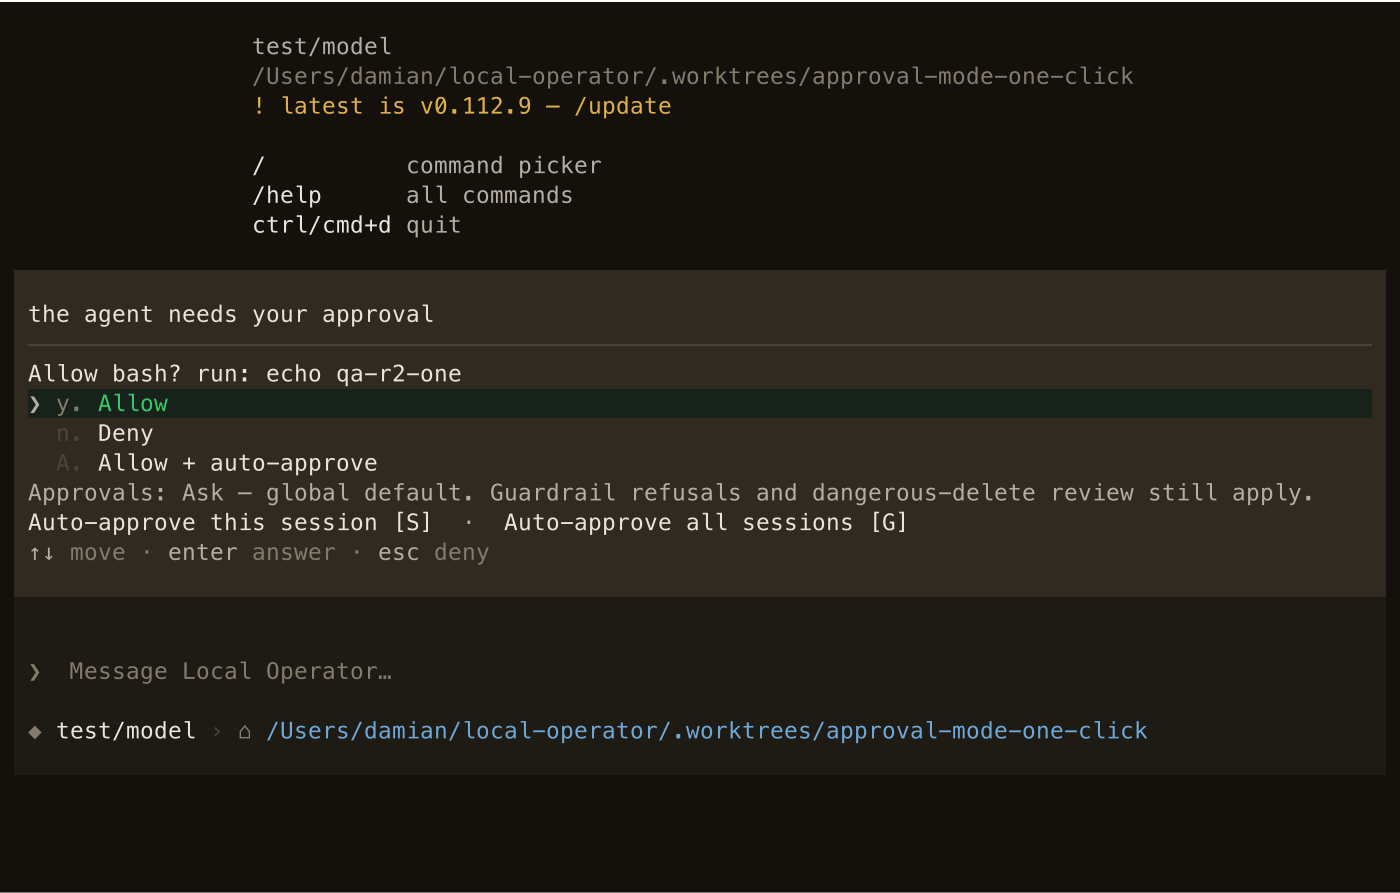 test/model
/Users/damian/local-operator/.worktrees/approval-mode-one-click
! latest is v0.112.9 — /update
/ command picker
/help all commands
ctrl/cmd+d quit
the agent needs your approval
Allow bash? run: echo qa-r2-one
❯ y. Allow
n. Deny
A. Allow + auto-approve
Approvals: Ask — global default. Guardrail refusals and dangerous-delete review still apply.
Auto-approve this session [S] · Auto-approve all sessions [G]
↑↓ move · enter answer · esc deny
❯ Message Local Operator…
◆ test/model › ⌂ /Users/damian/local-operator/.worktrees/approval-mode-one-click